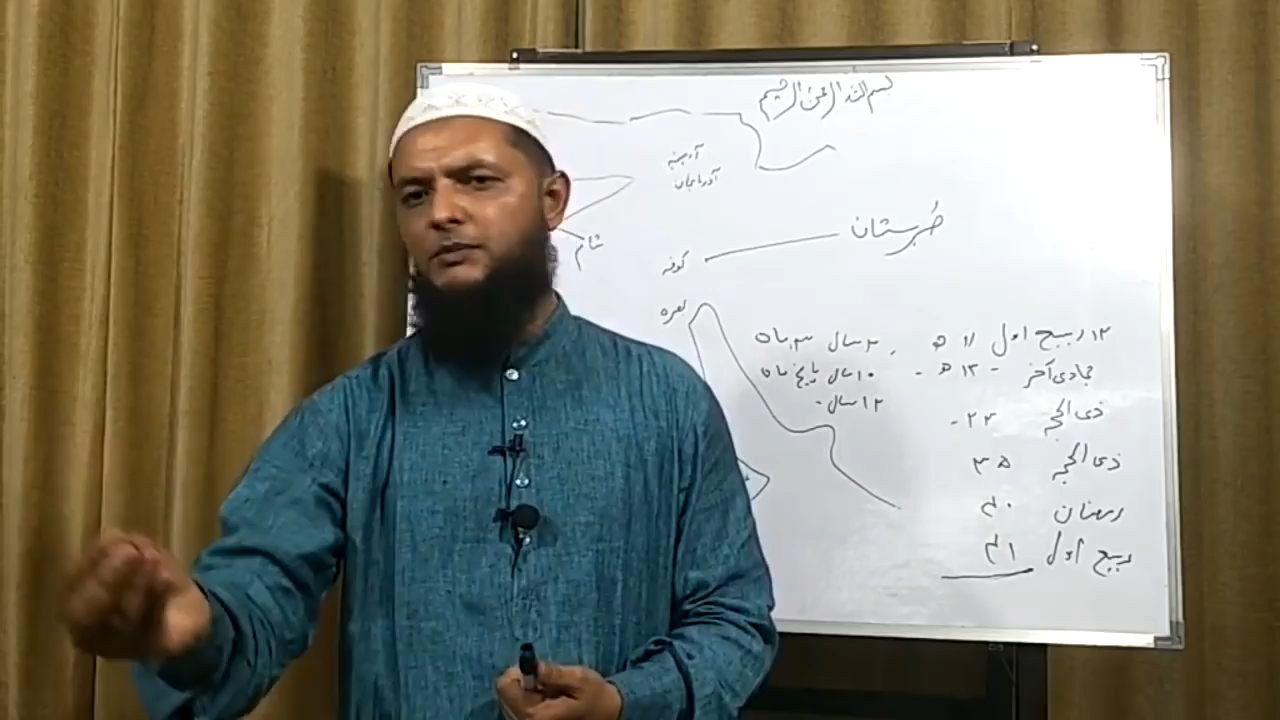 بسم اللہ الرحمن الرحیم
آرمینیہ
آذربائیجان
شام
طبرستان
کوفہ
بصرہ
۱۲ ربیع اول ۱۱ ھ - ۲ سال ۳ ماہ
جمادی آخر - ۱۳ ھ - ۱۰ سال پانچ ماہ
۱۲ سال -
ذی الحجہ ۲۳ -
ذی الحجہ ۳۵
رمضان ۴۰
ربیع اول ۴۱